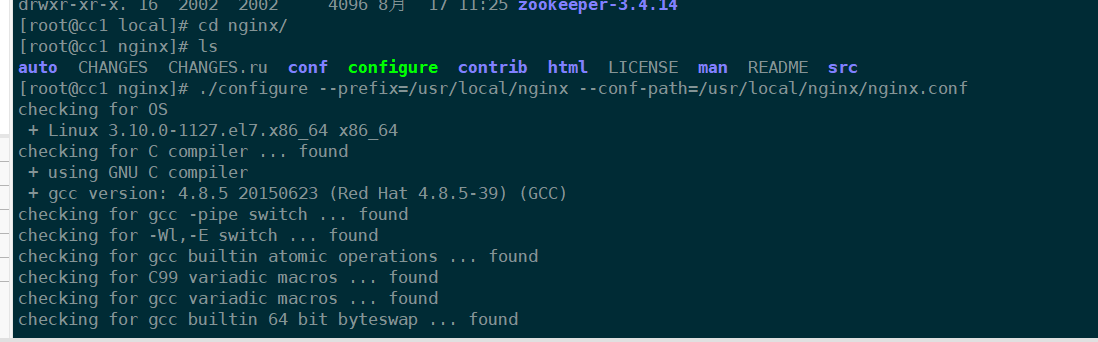 drwxr-xr-x. 16  2002  2002     4096 8月  17 11:25 zookeeper-3.4.14
[root@cc1 local]# cd nginx/
[root@cc1 nginx]# ls
auto  CHANGES  CHANGES.ru  conf  configure  contrib  html  LICENSE  man  README  src
[root@cc1 nginx]# ./configure --prefix=/usr/local/nginx --conf-path=/usr/local/nginx/nginx.conf
checking for OS
 + Linux 3.10.0-1127.el7.x86_64 x86_64
checking for C compiler ... found
 + using GNU C compiler
 + gcc version: 4.8.5 20150623 (Red Hat 4.8.5-39) (GCC)
checking for gcc -pipe switch ... found
checking for -Wl,-E switch ... found
checking for gcc builtin atomic operations ... found
checking for C99 variadic macros ... found
checking for gcc variadic macros ... found
checking for gcc builtin 64 bit byteswap ... found